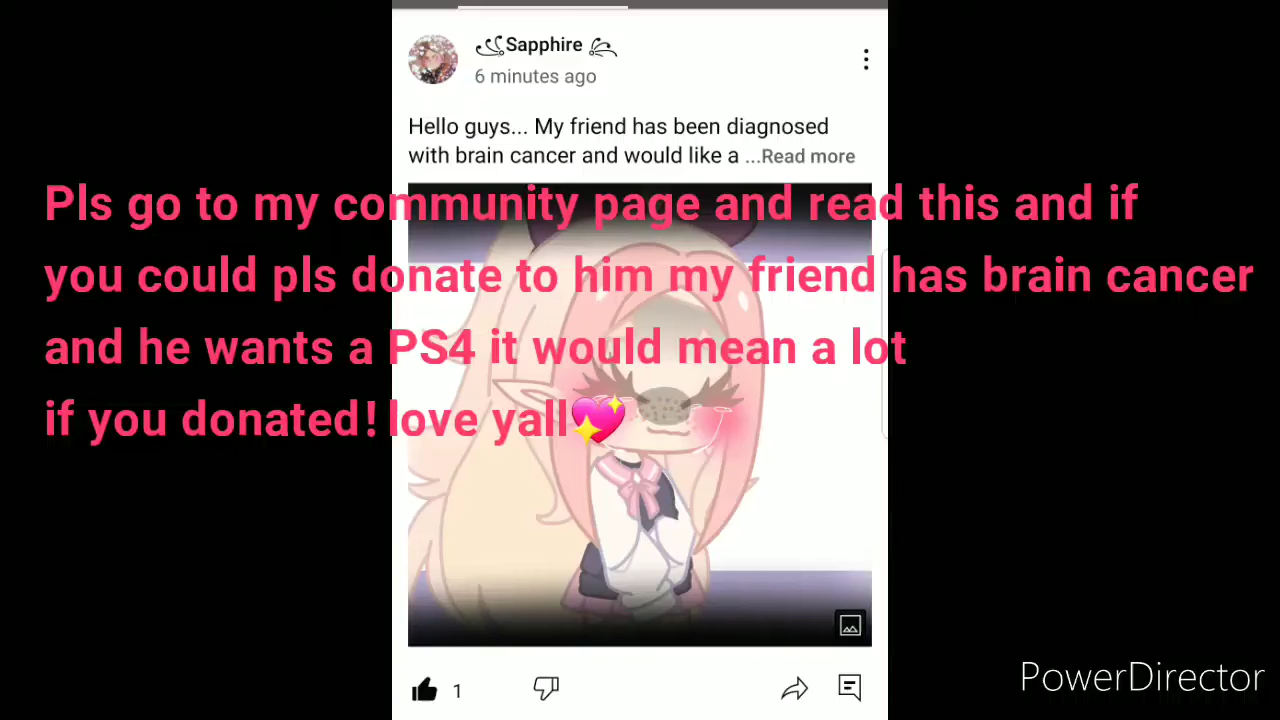 Sapphire
6 minutes ago
Hello guys... My friend has been diagnosed
with brain cancer and would like a ...Read more
Pls go to my community page and read this and if
you could pls donate to him my friend has brain cancer
and he wants a PS4 it would mean a lot
if you donated! love yall💖
1
PowerDirector